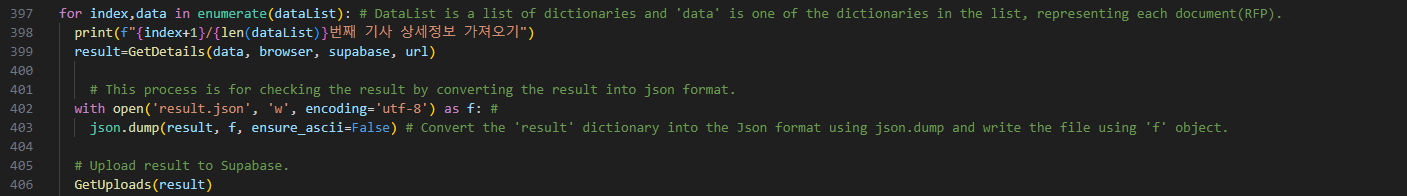 397 for index,data in enumerate(dataList): # DataList is a list of dictionaries and 'data' is one of the dictionaries in the list, representing each document(RFP).
398 print(f"{index+1}/{len(dataList)}번째 기사 상세정보 가져오기")
399 result=GetDetails(data, browser, supabase, url)
400
401 # This process is for checking the result by converting the result into json format.
402 with open('result.json', 'w', encoding='utf-8') as f: #
403 json.dump(result, f, ensure_ascii=False) # Convert the 'result' dictionary into the Json format using json.dump and write the file using 'f' object.
404
405 # Upload result to Supabase.
406 GetUploads(result)